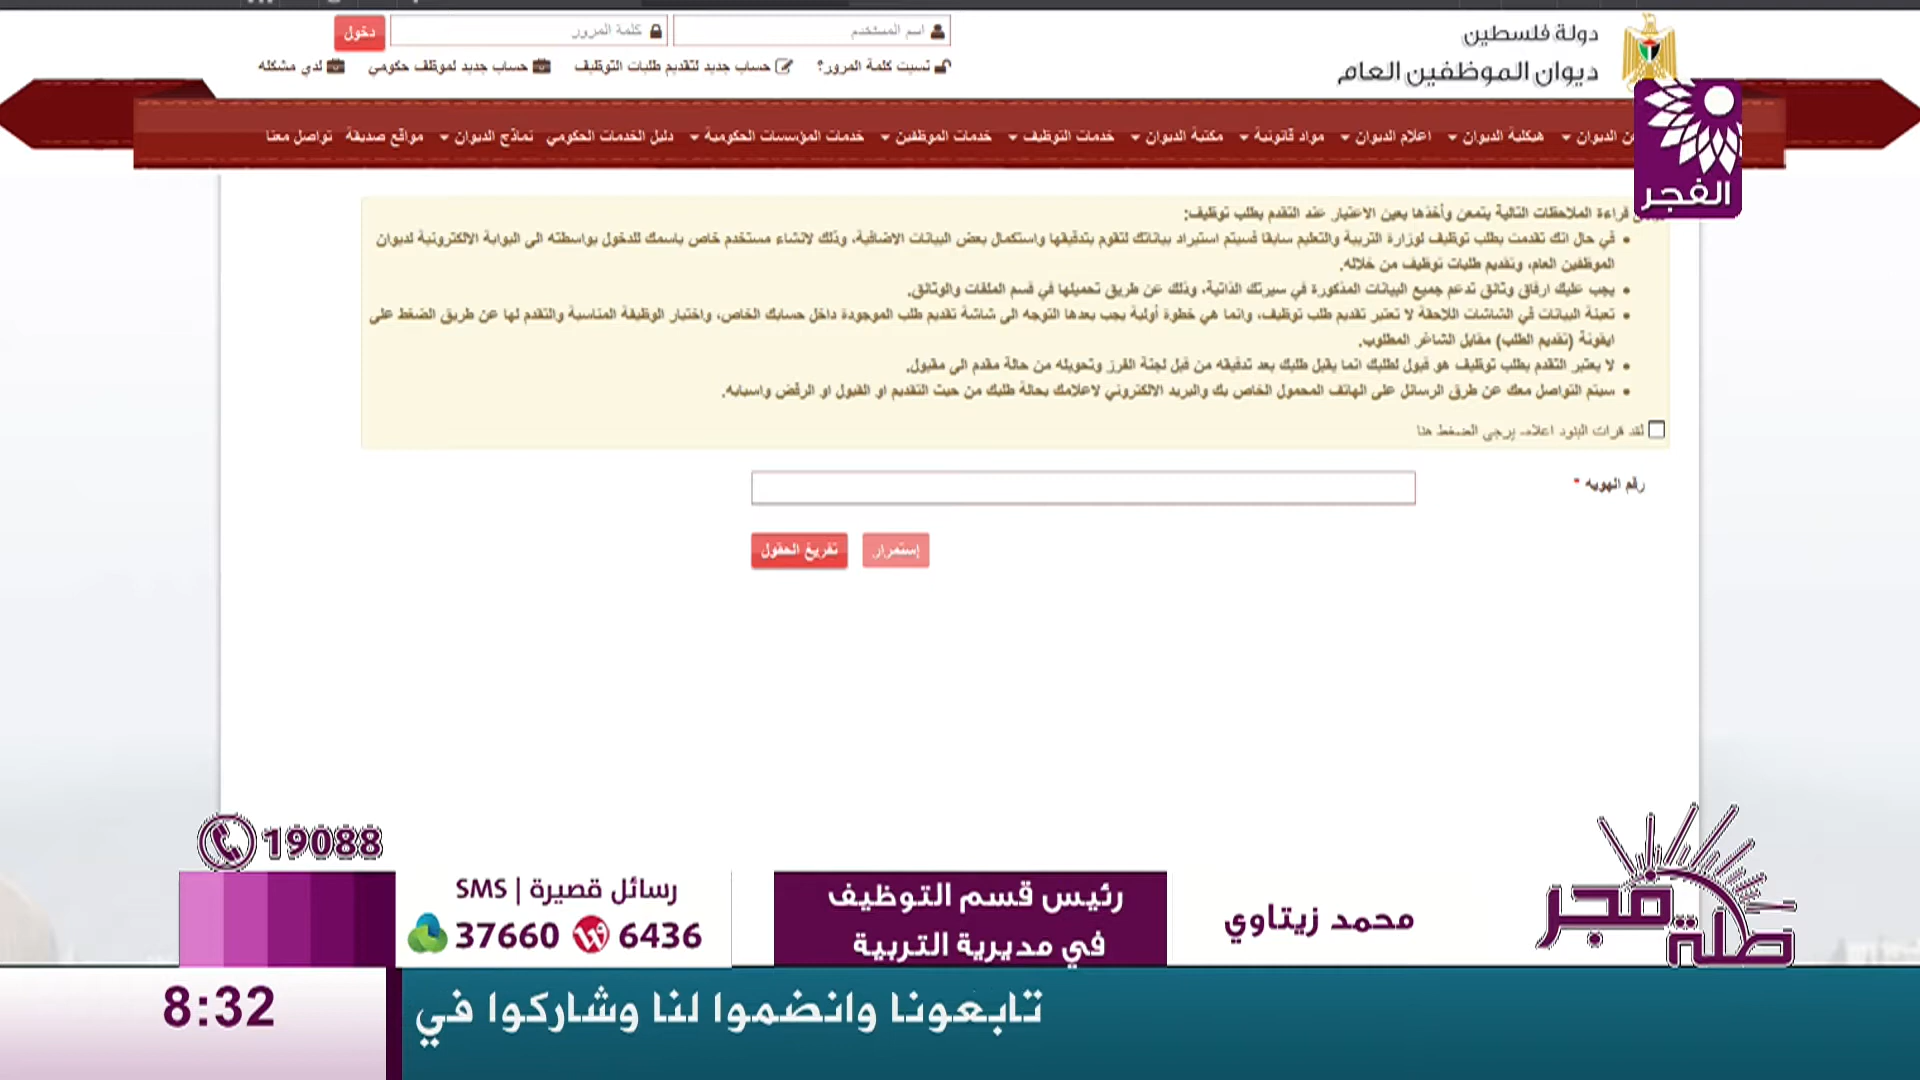 دولة فلسطين
ديوان الموظفين العام
اسم المستخدم
كلمة المرور
دخول
نسيت كلمة المرور؟
حساب جديد لتقديم طلبات التوظيف
حساب جديد لموظف حكومي
لدي مشكله
ن الديوان
هيكلية الديوان
اعلام الديوان
مواد قانونية
مكتبة الديوان
خدمات التوظيف
خدمات الموظفين
خدمات المؤسسات الحكومية
دليل الخدمات الحكومي
نماذج الديوان
مواقع صديقة
تواصل معنا
الفجر
قراءة الملاحظات التالية بتمعن وأخذها بعين الاعتبار عند التقدم بطلب توظيف:
• في حال انك تقدمت بطلب توظيف لوزارة التربية والتعليم سابقا فسيتم استيراد بياناتك لتقوم بتدقيقها واستكمال بعض البيانات الاضافية، وذلك لانشاء مستخدم خاص باسمك للدخول بواسطته الى البوابة الالكترونية لديوان
الموظفين العام، وتقديم طلبات توظيف من خلاله.
• يجب عليك ارفاق وثائق تدعم جميع البيانات المذكورة في سيرتك الذاتية، وذلك عن طريق تحميلها في قسم الملفات والوثائق.
• تعبئة البيانات في الشاشات اللاحقة لا تعتبر تقديم طلب توظيف، وانما هي خطوة أولية يجب بعدها التوجه الى شاشة تقديم طلب الموجودة داخل حسابك الخاص، واختيار الوظيفة المناسبة والتقدم لها عن طريق الضغط على
ايقونة (تقديم الطلب) مقابل الشاغر المطلوب.
• لا يعتبر التقدم بطلب توظيف هو قبول لطلبك انما يقبل طلبك بعد تدقيقه من قبل لجنة الفرز وتحويله من حالة مقدم الى مقبول.
• سيتم التواصل معك عن طرق الرسائل على الهاتف المحمول الخاص بك والبريد الالكتروني لاعلامك بحالة طلبك من حيث التقديم او القبول او الرفض واسبابه.
لقد قرات البنود اعلاه، يرجى الضغط هنا
رقم الهويه *
إستمرار
تفريغ الحقول
19088
رسائل قصيرة | SMS
37660
6436
رئيس قسم التوظيف
في مديرية التربية
محمد زيتاوي
طلة فجر
8:32
تابعونا وانضموا لنا وشاركوا في